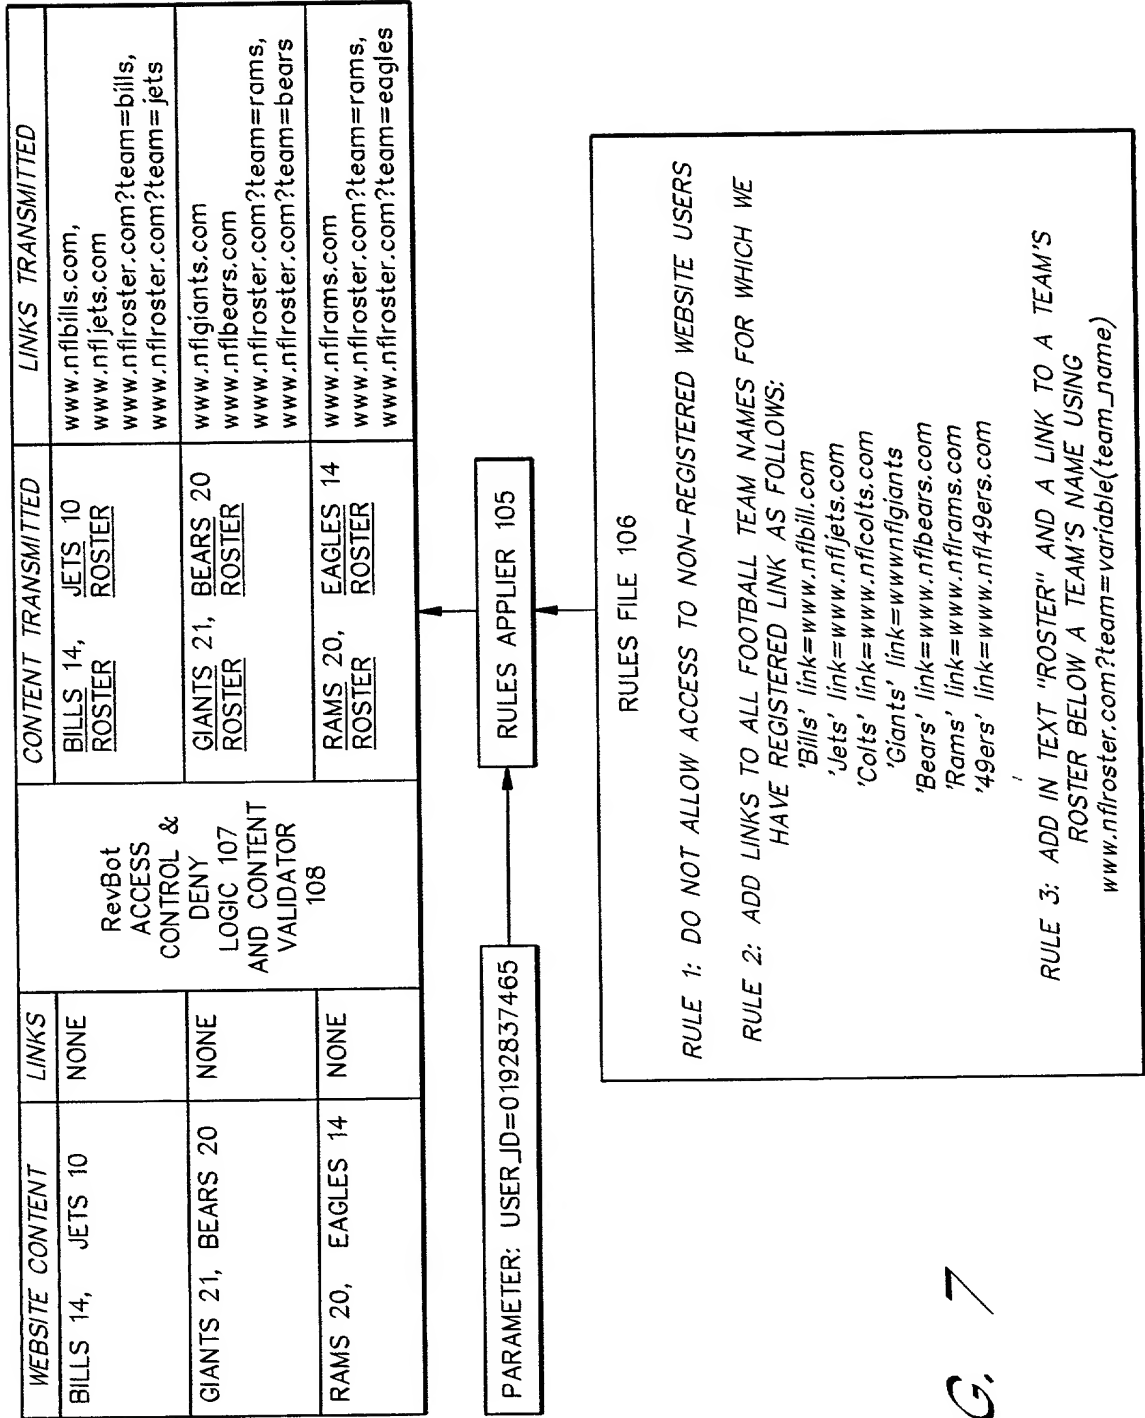 WEBSITE CONTENT
LINKS
CONTENT TRANSMITTED
LINKS TRANSMITTED
BILLS 14, JETS 10
NONE
RevBot
ACCESS
CONTROL &
DENY
LOGIC 107
AND CONTENT
VALIDATOR
108
BILLS 14, JETS 10
ROSTER ROSTER
www.nflbills.com,
www.nfljets.com
www.nflroster.com?team=bills,
www.nflroster.com?team=jets
GIANTS 21, BEARS 20
NONE
GIANTS 21, BEARS 20
ROSTER ROSTER
www.nflgiants.com
www.nflbears.com
www.nflroster.com?team=rams,
www.nflroster.com?team=bears
RAMS 20, EAGLES 14
NONE
RAMS 20, EAGLES 14
ROSTER ROSTER
www.nflrams.com
www.nflroster.com?team=rams,
www.nflroster.com?team=eagles
PARAMETER: USER_ID=0192837465
RULES APPLIER 105
RULES FILE 106
RULE 1: DO NOT ALLOW ACCESS TO NON-REGISTERED WEBSITE USERS
RULE 2: ADD LINKS TO ALL FOOTBALL TEAM NAMES FOR WHICH WE
HAVE REGISTERED LINK AS FOLLOWS:
'Bills' link=www.nflbill.com
'Jets' link=www.nfljets.com
'Colts' link=www.nflcolts.com
'Giants' link=wwwnflgiants
'Bears' link=www.nflbears.com
'Rams' link=www.nflrams.com
'49ers' link=www.nfl49ers.com
RULE 3: ADD IN TEXT "ROSTER" AND A LINK TO A TEAM'S
ROSTER BELOW A TEAM'S NAME USING
www.nflroster.com?team=variable(team_name)
G. 7